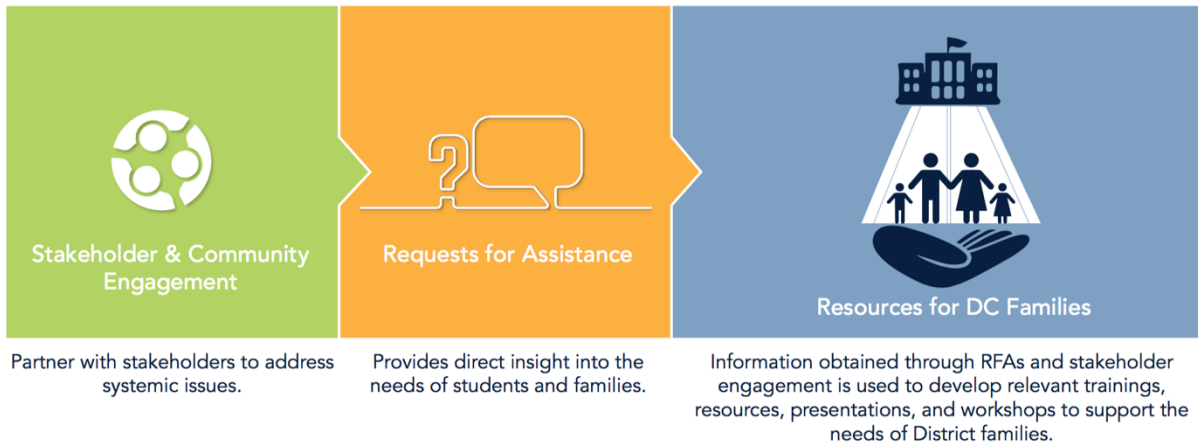 Stakeholder & Community
Engagement
Requests for Assistance
Resources for DC Families
Partner with stakeholders to address
systemic issues.
Provides direct insight into the
needs of students and families.
Information obtained through RFAs and stakeholder
engagement is used to develop relevant trainings,
resources, presentations, and workshops to support the
needs of District families.